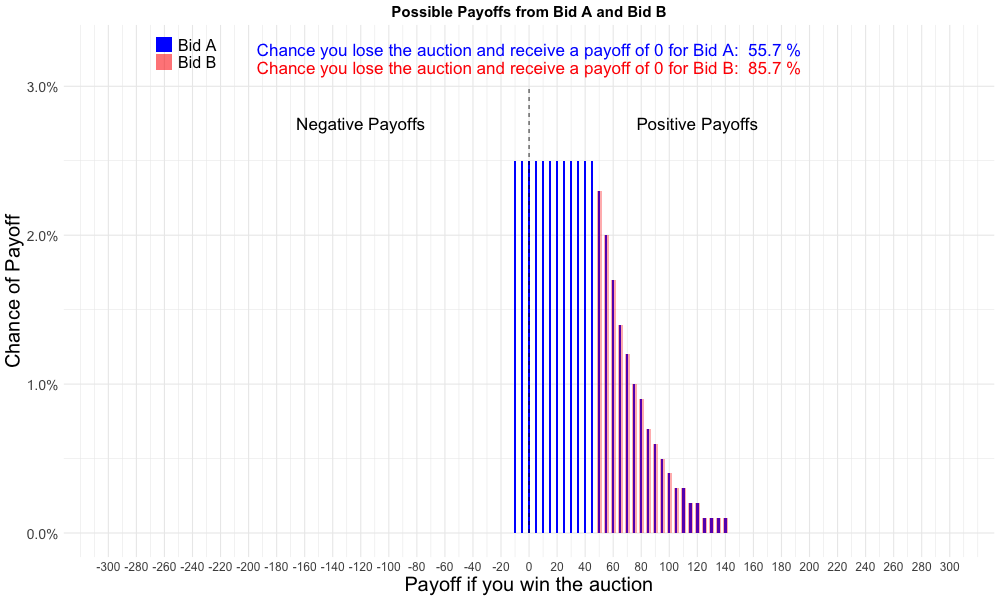 Possible Payoffs from Bid A and Bid B
Bid A
Bid B
Chance you lose the auction and receive a payoff of 0 for Bid A:  55.7 %
Chance you lose the auction and receive a payoff of 0 for Bid B:  85.7 %
Negative Payoffs
Positive Payoffs
Chance of Payoff
3.0%
2.0%
1.0%
0.0%
-300 -280 -260 -240 -220 -200 -180 -160 -140 -120 -100 -80 -60 -40 -20 0 20 40 60 80 100 120 140 160 180 200 220 240 260 280 300
Payoff if you win the auction